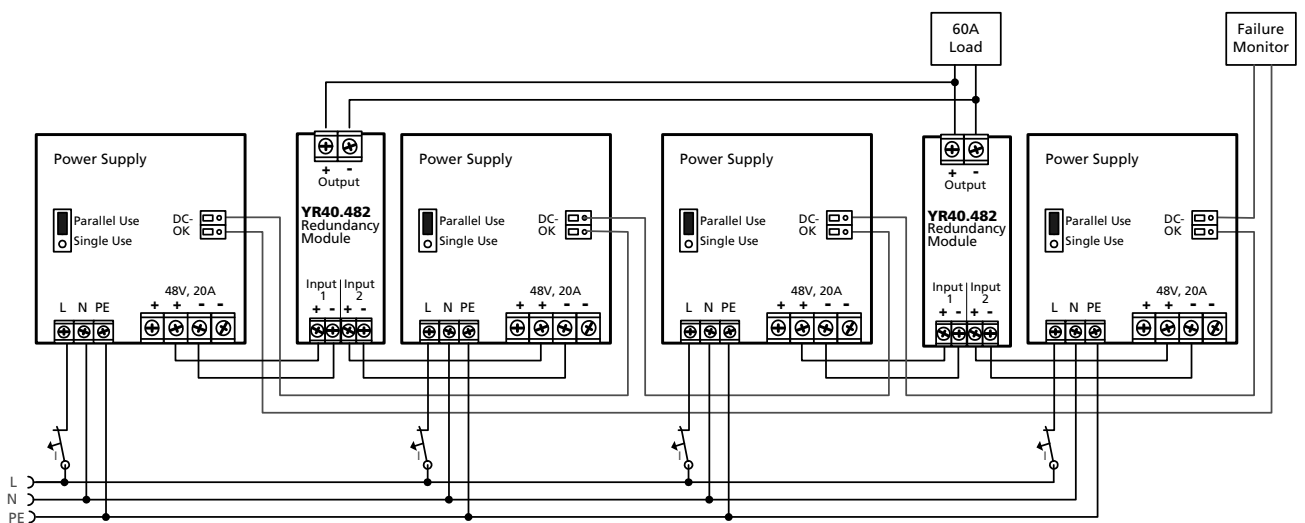 60A
Load
Failure
Monitor
Power Supply
Parallel Use
Single Use
DC-
OK
L N PE
48V, 20A
+ + - -
+ -
Output
YR40.482
Redundancy
Module
Input Input
1 2
+ - + -
Power Supply
Parallel Use
Single Use
DC-
OK
L N PE
48V, 20A
+ + - -
Power Supply
Parallel Use
Single Use
DC-
OK
L N PE
48V, 20A
+ + - -
+ -
Output
YR40.482
Redundancy
Module
Input Input
1 2
+ - + -
Power Supply
Parallel Use
Single Use
DC-
OK
L N PE
48V, 20A
+ + - -
I
I
I
I
L
N
PE